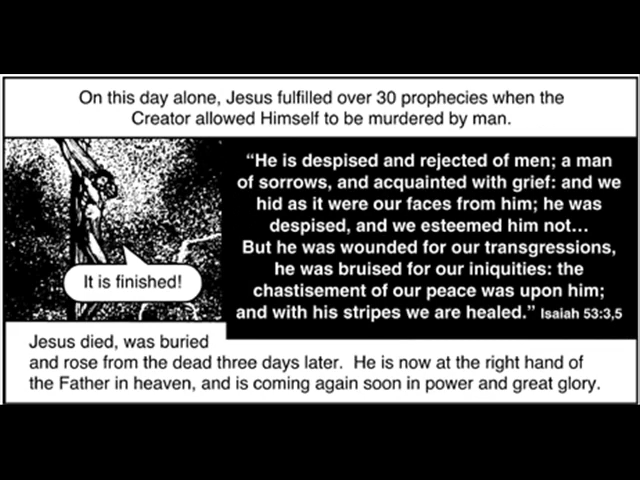 On this day alone, Jesus fulfilled over 30 prophecies when the
Creator allowed Himself to be murdered by man.
“He is despised and rejected of men; a man
of sorrows, and acquainted with grief: and we
hid as it were our faces from him; he was
despised, and we esteemed him not...
But he was wounded for our transgressions,
he was bruised for our iniquities: the
chastisement of our peace was upon him;
and with his stripes we are healed.” Isaiah 53:3,5
It is finished!
Jesus died, was buried
and rose from the dead three days later. He is now at the right hand of
the Father in heaven, and is coming again soon in power and great glory.